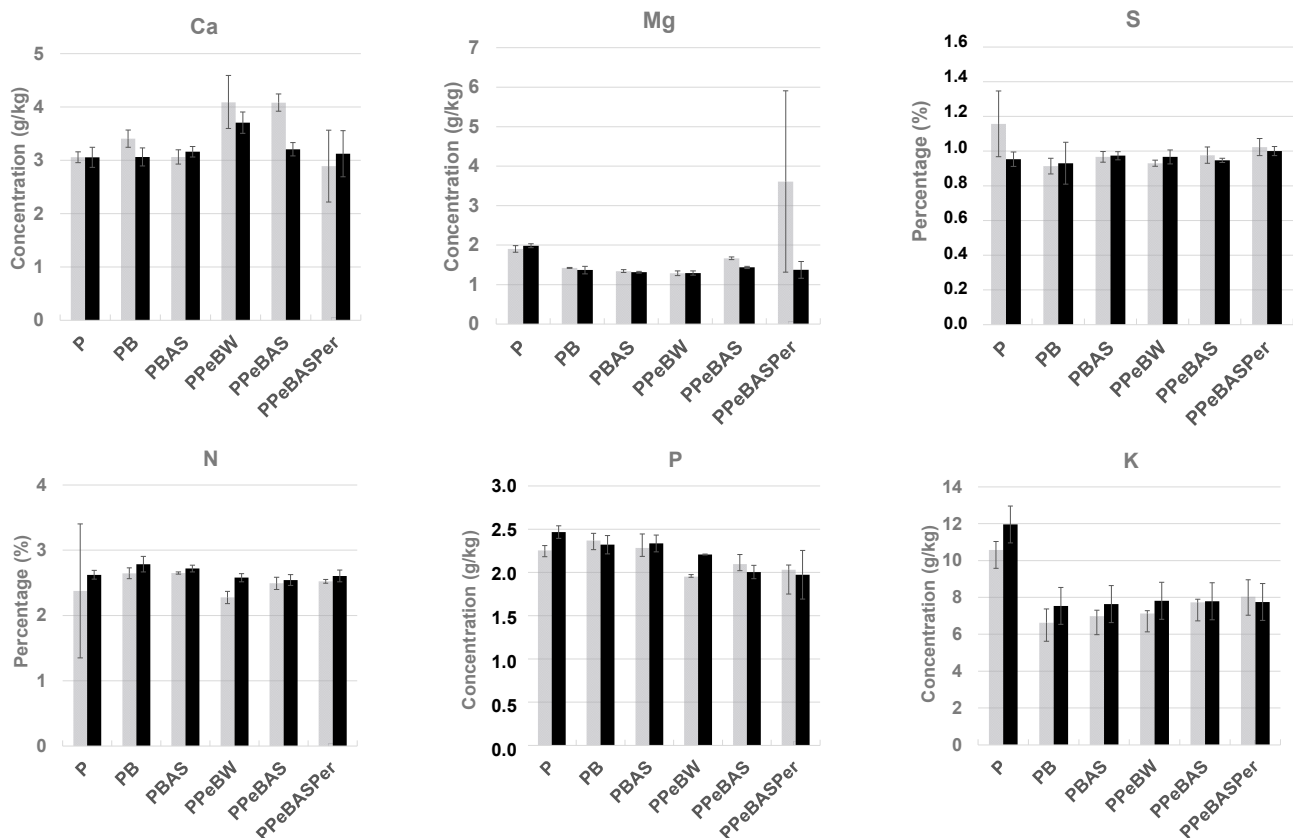 Ca
Concentration (g/kg)
5
4
3
2
1
0
P
PB
PBAS
PPeBW
PPeBAS
PPeBASPer
Mg
Concentration (g/kg)
7
6
5
4
3
2
1
0
P
PB
PBAS
PPeBW
PPeBAS
PPeBASPer
S
Percentage (%)
1.6
1.4
1.2
1.0
0.8
0.6
0.4
0.2
0.0
P
PB
PBAS
PPeBW
PPeBAS
PPeBASPer
N
Percentage (%)
4
3
2
1
0
P
PB
PBAS
PPeBW
PPeBAS
PPeBASPer
P
Concentration (g/kg)
3.0
2.5
2.0
1.5
1.0
0.5
0.0
P
PB
PBAS
PPeBW
PPeBAS
PPeBASPer
K
Concentration (g/kg)
14
12
10
8
6
4
2
0
P
PB
PBAS
PPeBW
PPeBAS
PPeBASPer